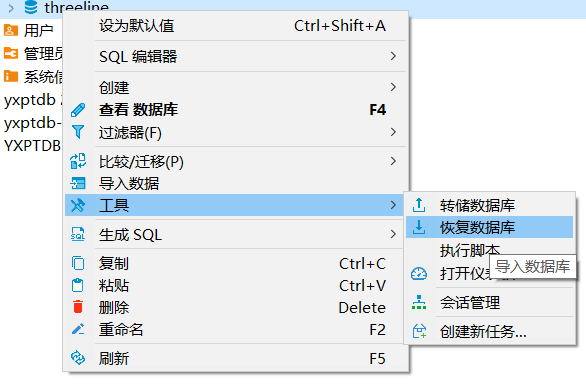 threeline
用户
管理员
系统信
yxptdb
yxptdb-
YXPTDB
设为默认值 Ctrl+Shift+A
SQL 编辑器
创建
查看 数据库 F4
过滤器(F)
比较/迁移(P)
导入数据
工具
生成 SQL
复制 Ctrl+C
粘贴 Ctrl+V
删除 Delete
重命名 F2
刷新 F5
转储数据库
恢复数据库
执行脚本
导入数据库
打开仪
会话管理
创建新任务...